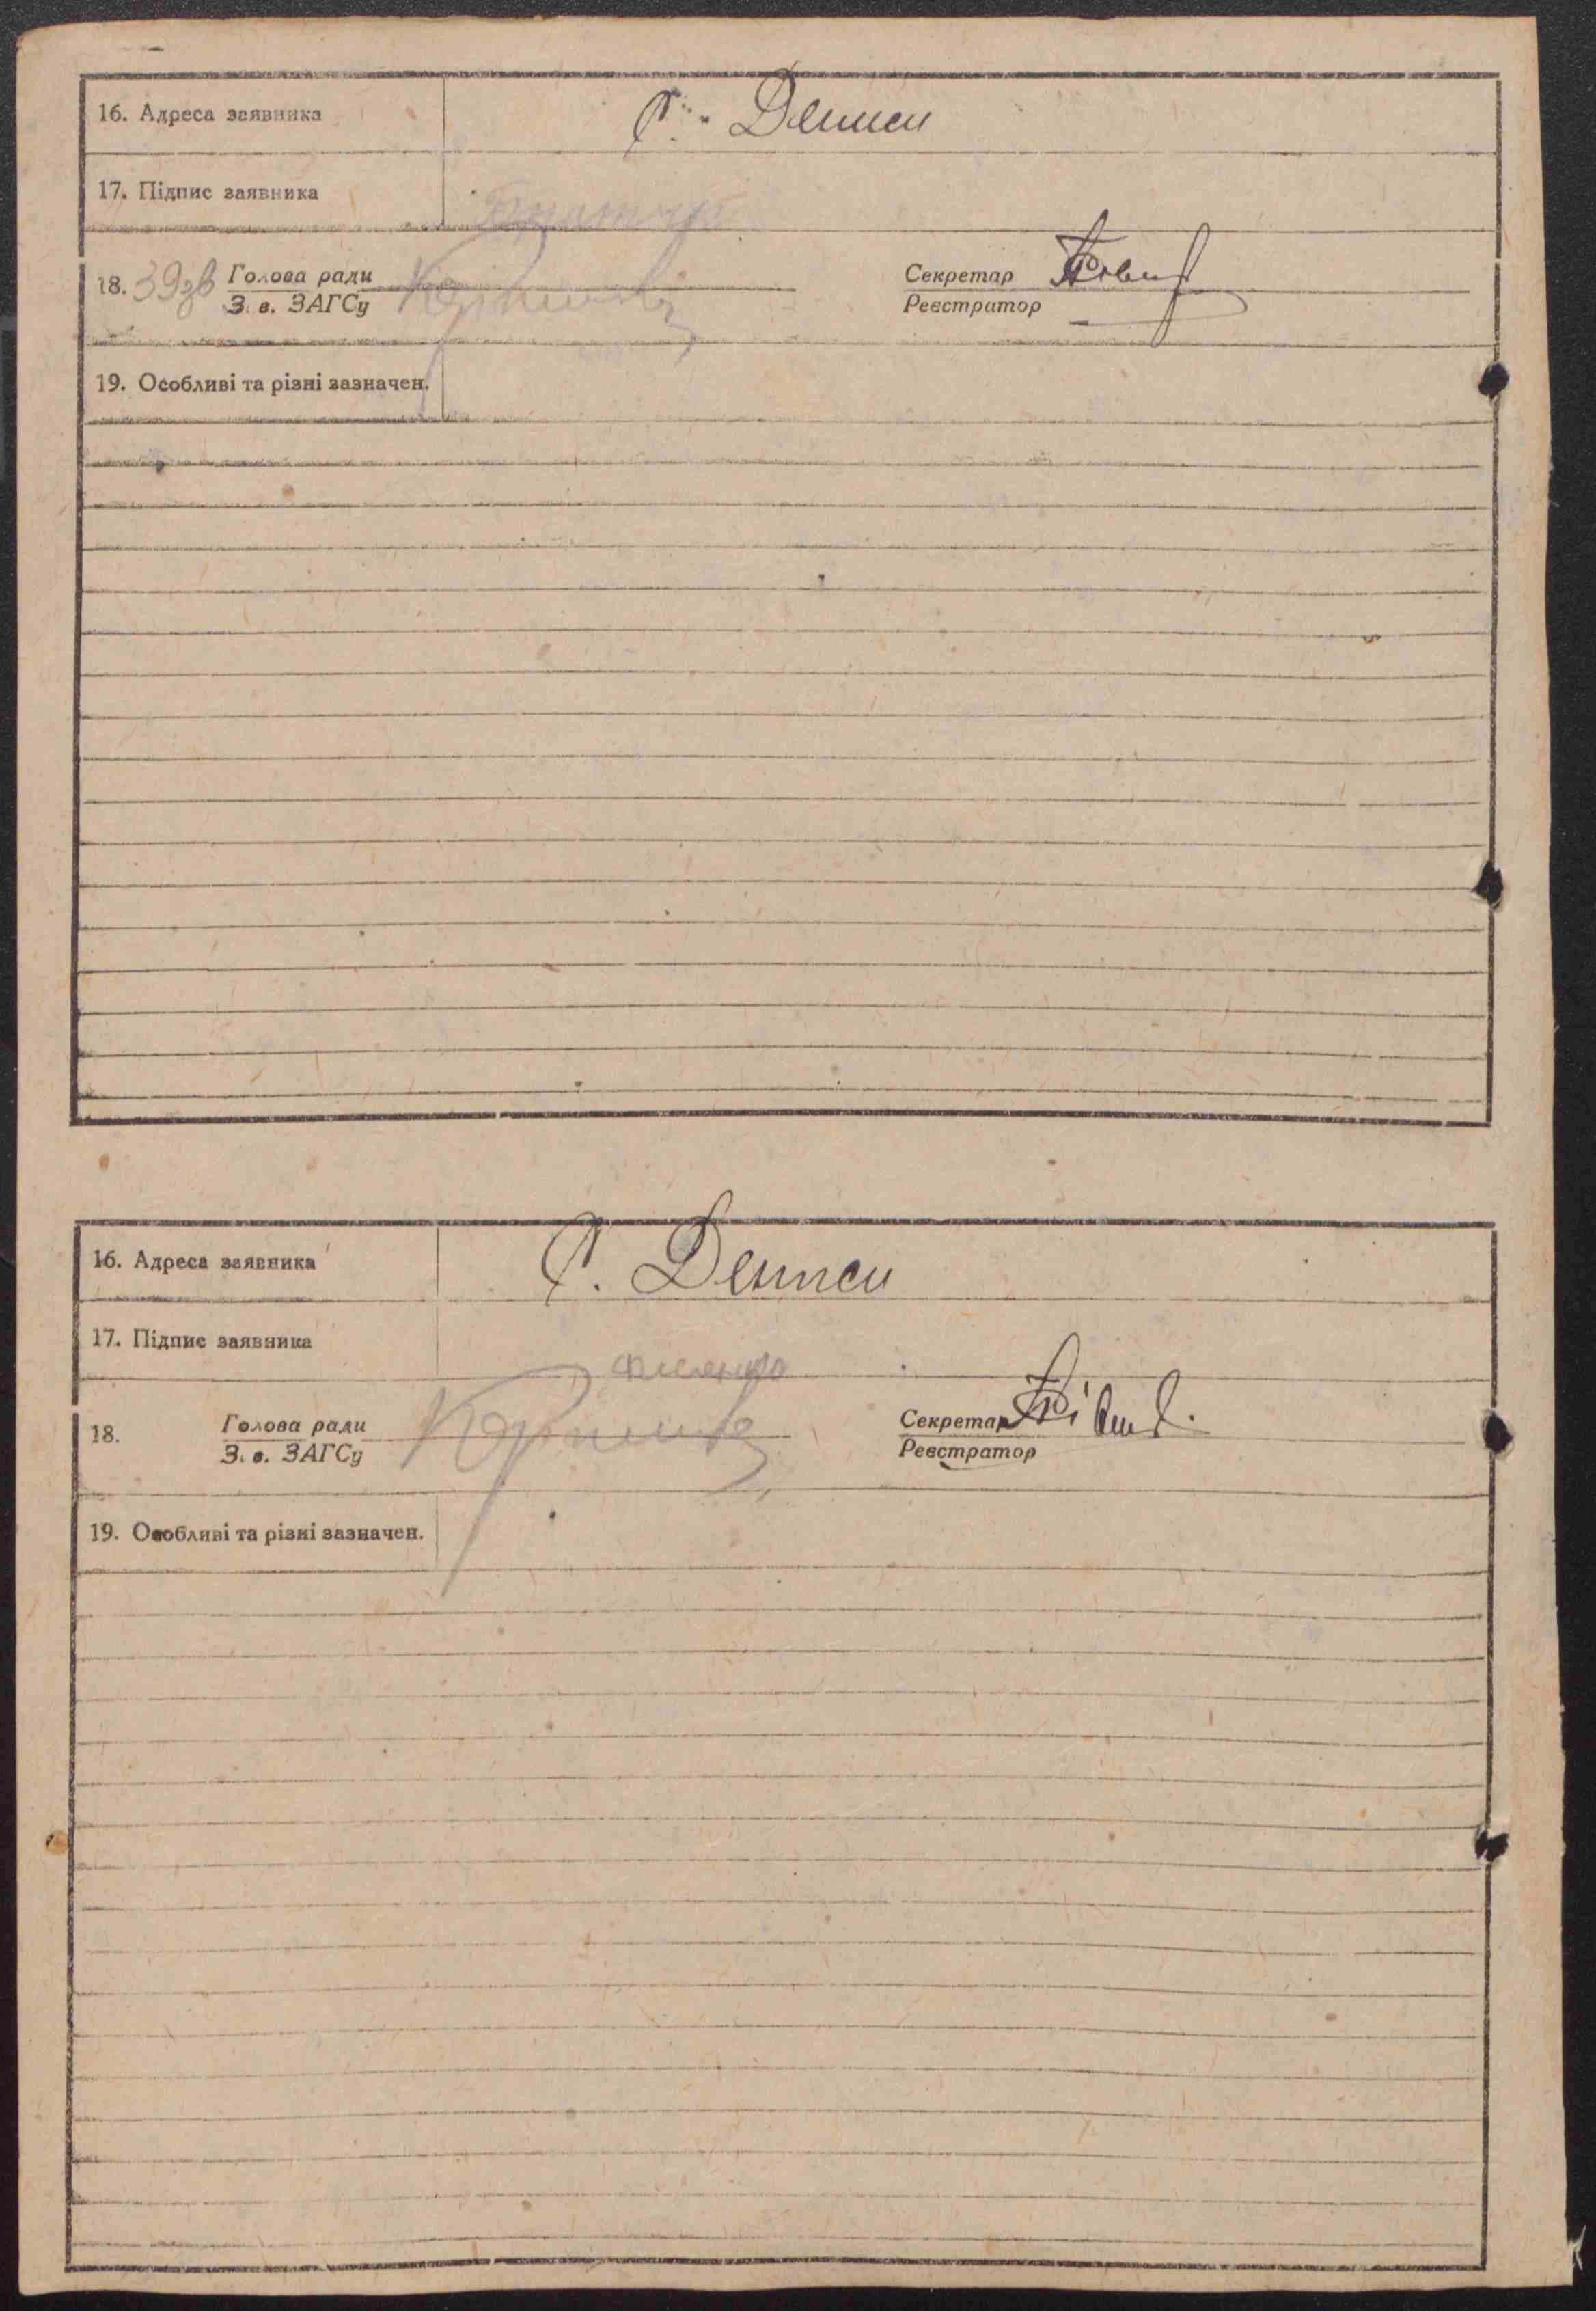 16. Адреса заявника С. Дениси
17. Підпис заявника
18. 39зв Голова ради Секретар
З. в. ЗАГСу Реєстратор
19. Особливі та різні зазначен.
16. Адреса заявника С. Дениси
17. Підпис заявника
18. Голова ради Секретар
З. в. ЗАГСу Реєстратор
19. Особливі та різні зазначен.